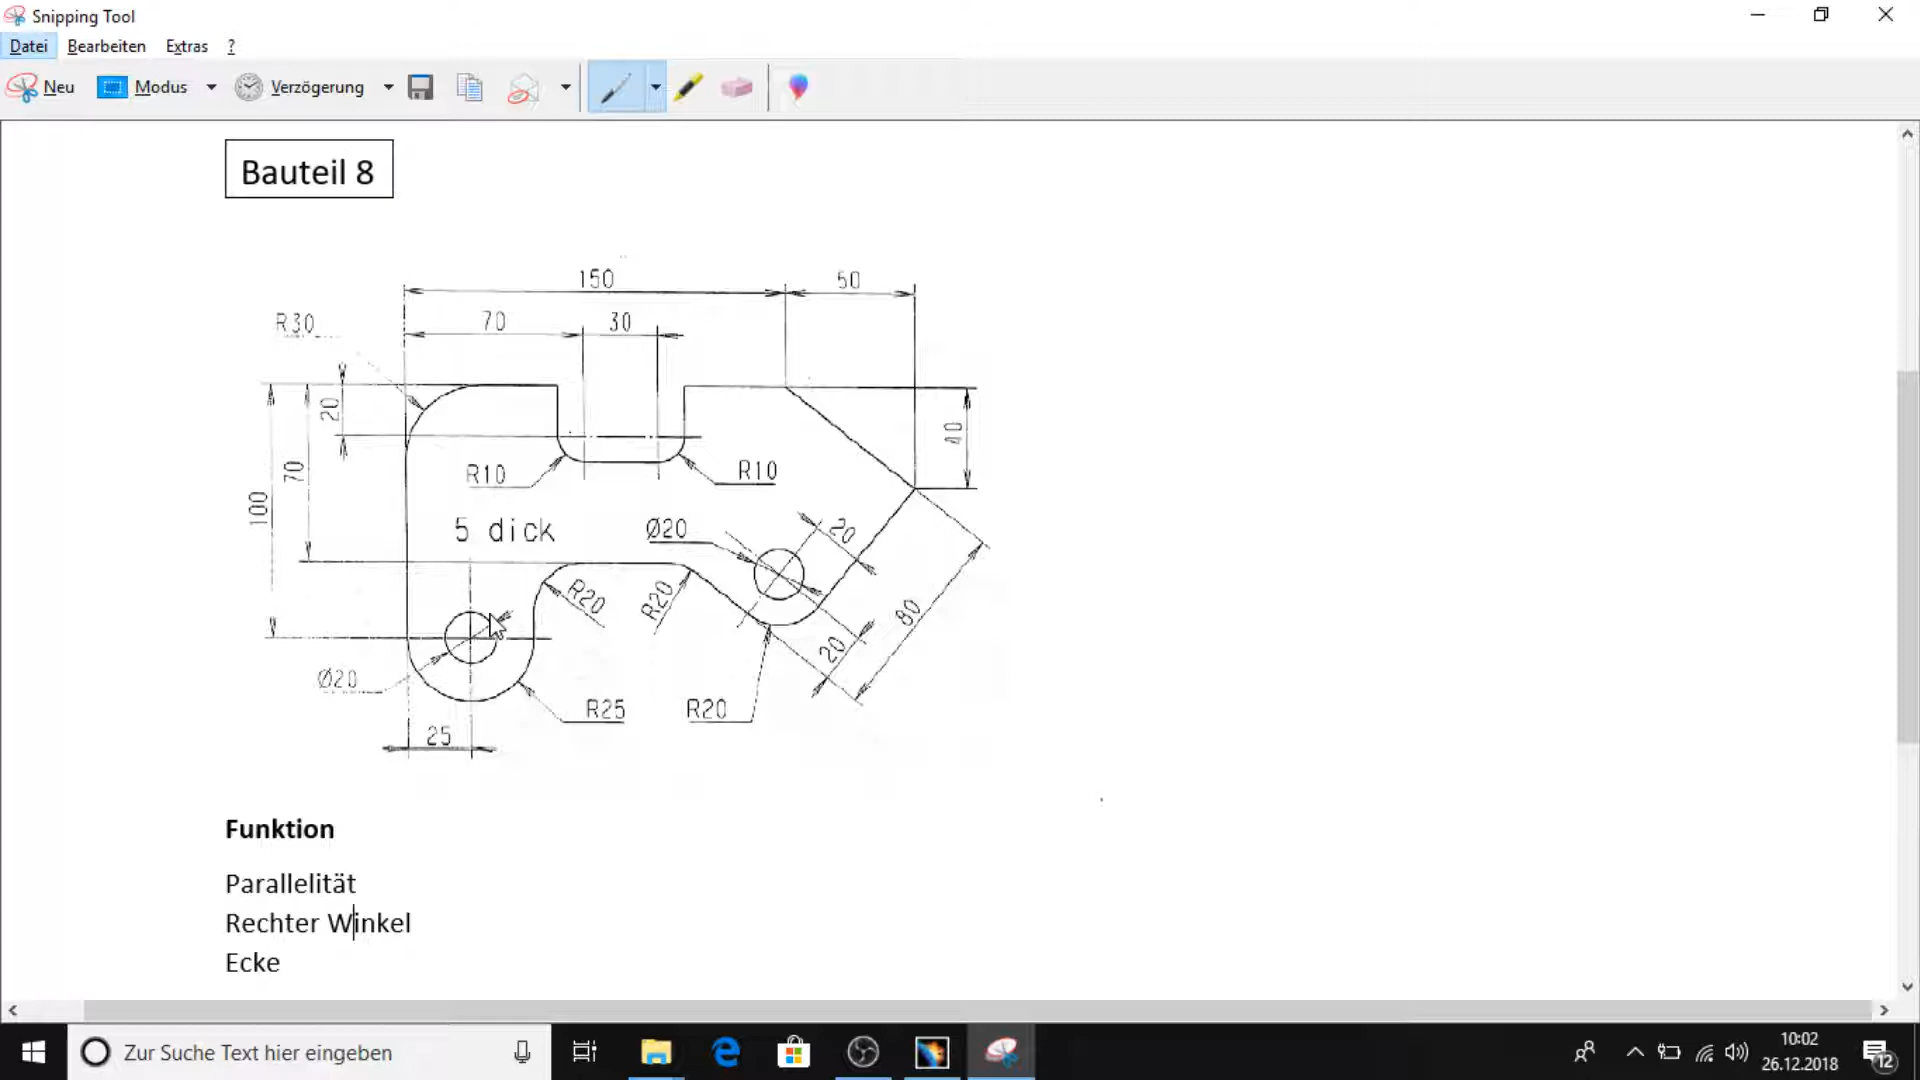 Snipping Tool
Datei Bearbeiten Extras ?
Neu Modus Verzögerung
Bauteil 8
150 50
R30 70 30
20
40
70
R10 R10
100
5 dick Ø20 20
R20 R20
80
20
Ø20
R25 R20
25
Funktion
Parallelität
Rechter Winkel
Ecke
Zur Suche Text hier eingeben
10:02
26.12.2018
12